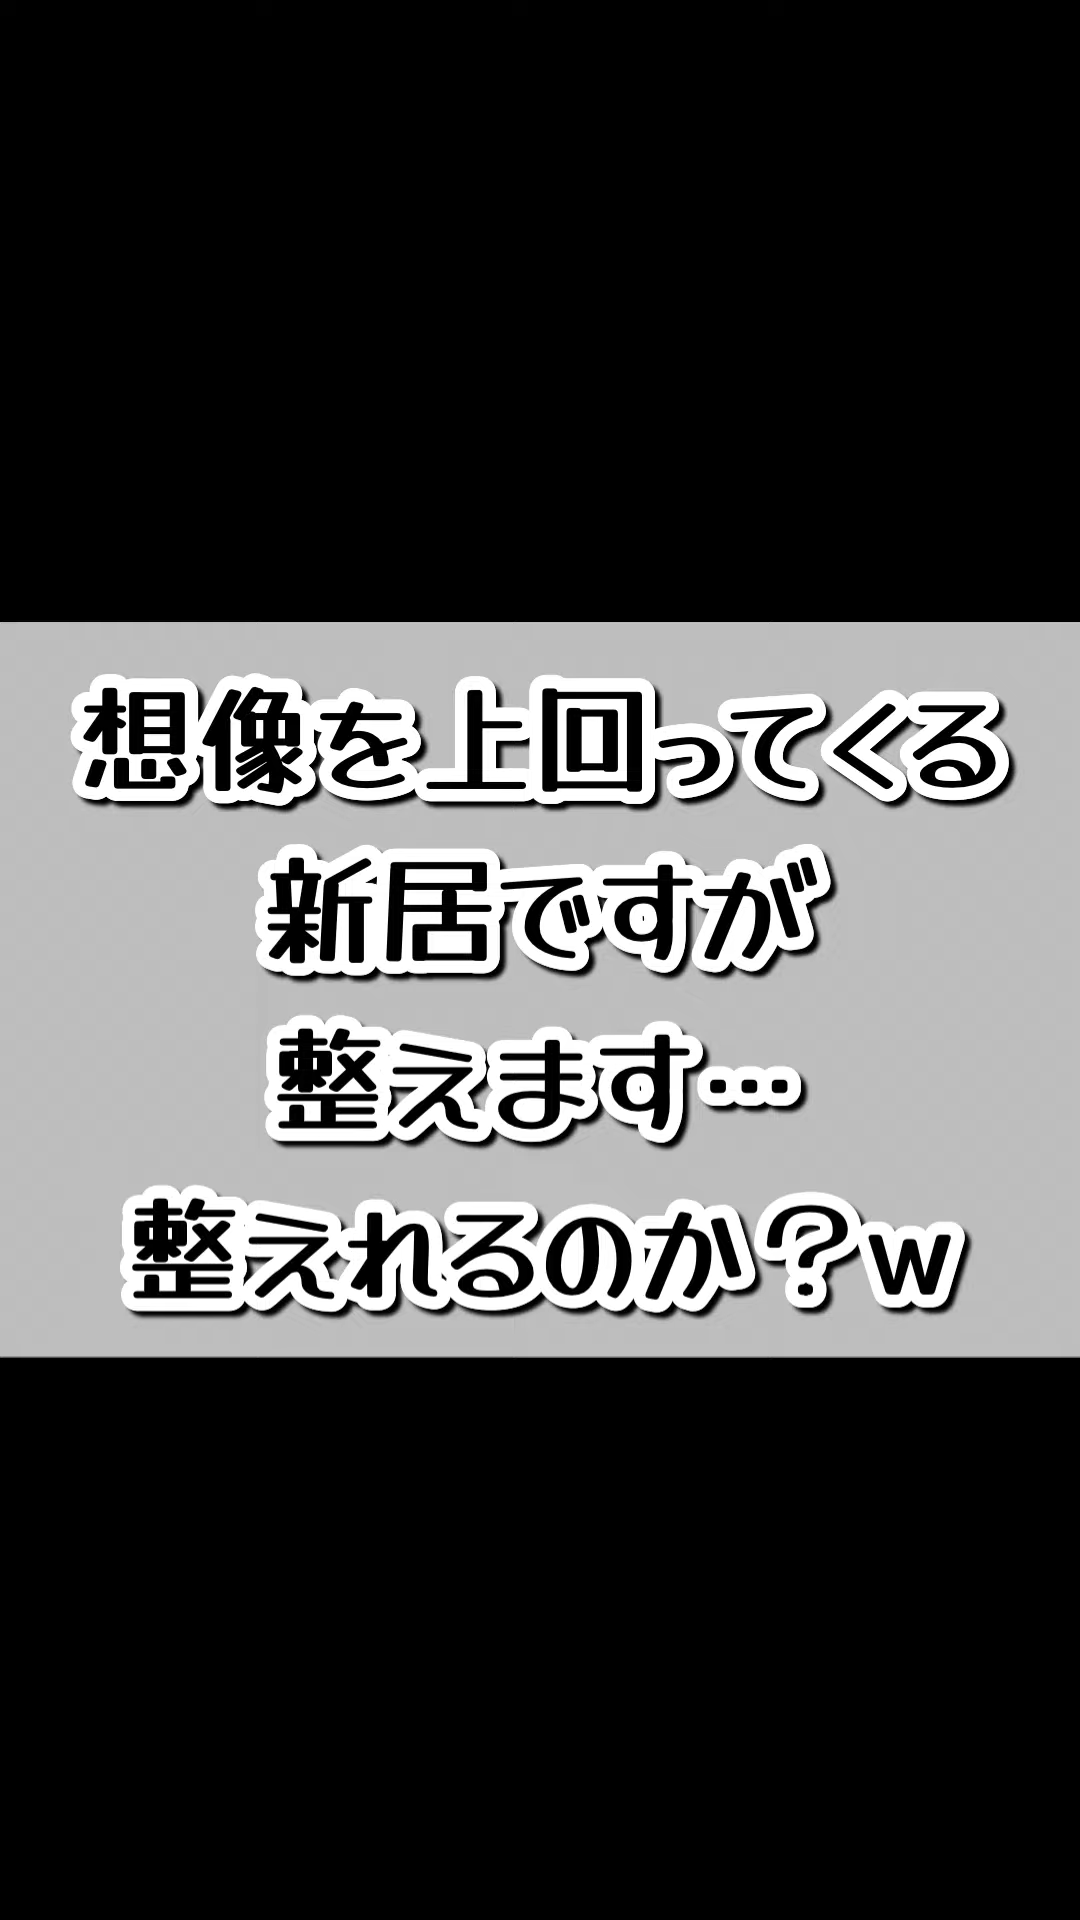 想像を上回ってくる
新居ですが
整えます…
整えれるのか？w